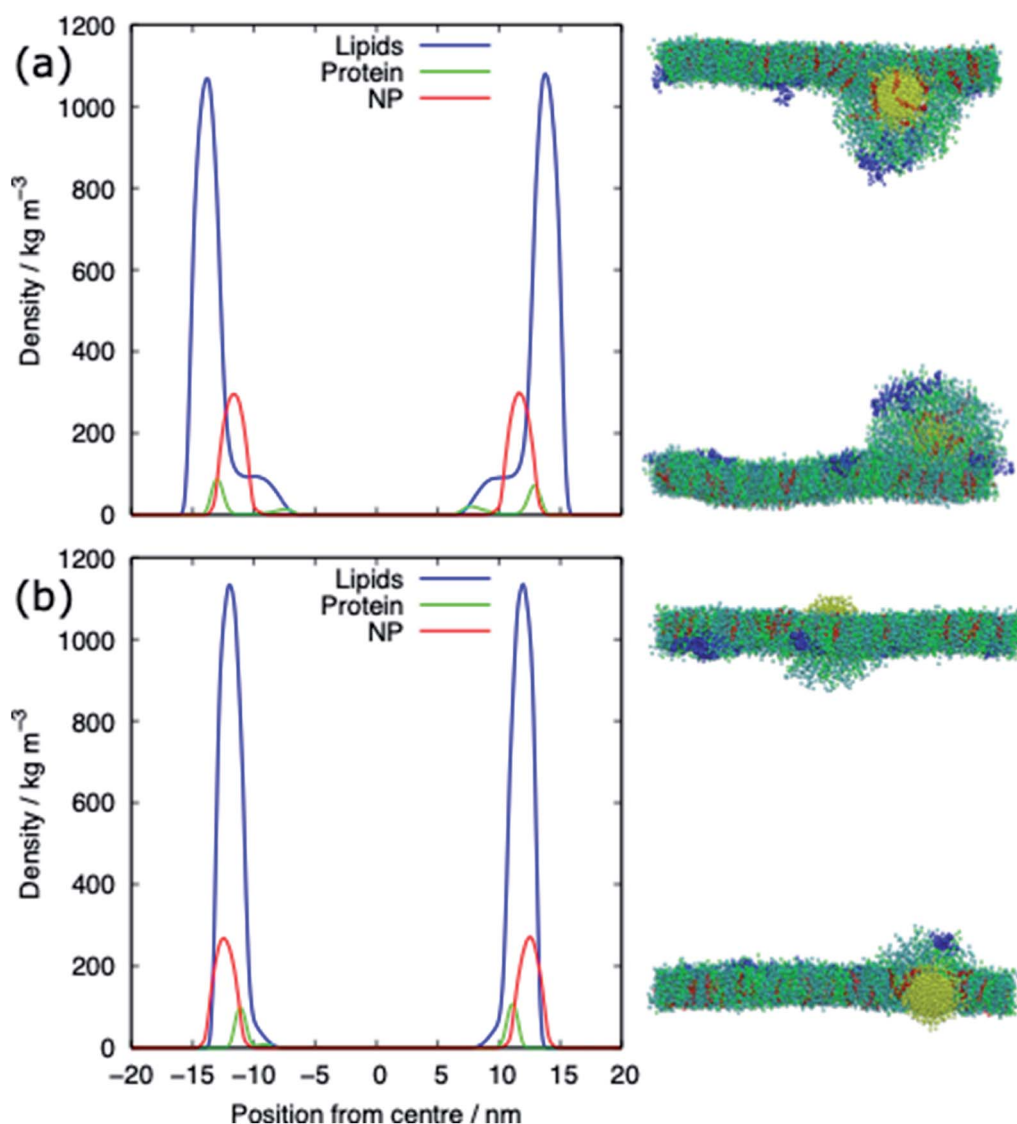 (a)
1200
1000
800
600
400
200
0
Density / kg m−3
Lipids
Protein
NP
(b)
1200
1000
800
600
400
200
0
Density / kg m−3
Lipids
Protein
NP
−20 −15 −10 −5 0 5 10 15 20
Position from centre / nm